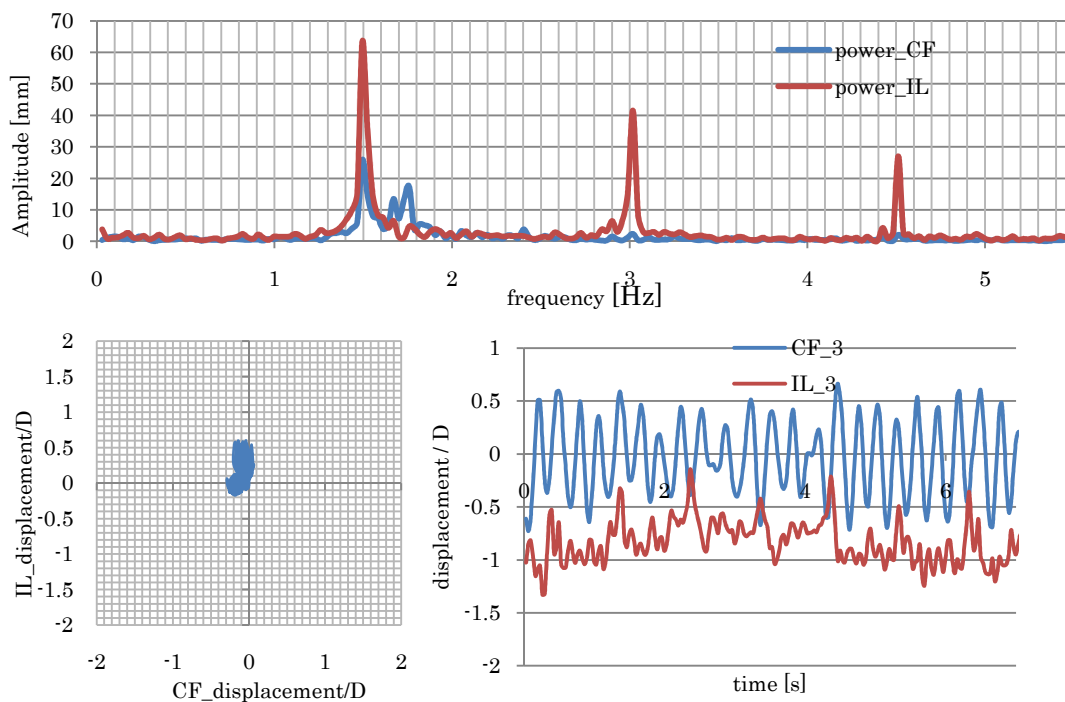 70
60
50
40
30
20
10
0
Amplitude [mm]
power_CF
power_IL
0 1 2 3 4 5
frequency [Hz]
2
1.5
1
0.5
0
-0.5
-1
-1.5
-2
IL_displacement/D
-2 -1 0 1 2
CF_displacement/D
1
0.5
0
-0.5
-1
-1.5
-2
displacement / D
CF_3
IL_3
0 2 4 6
time [s]